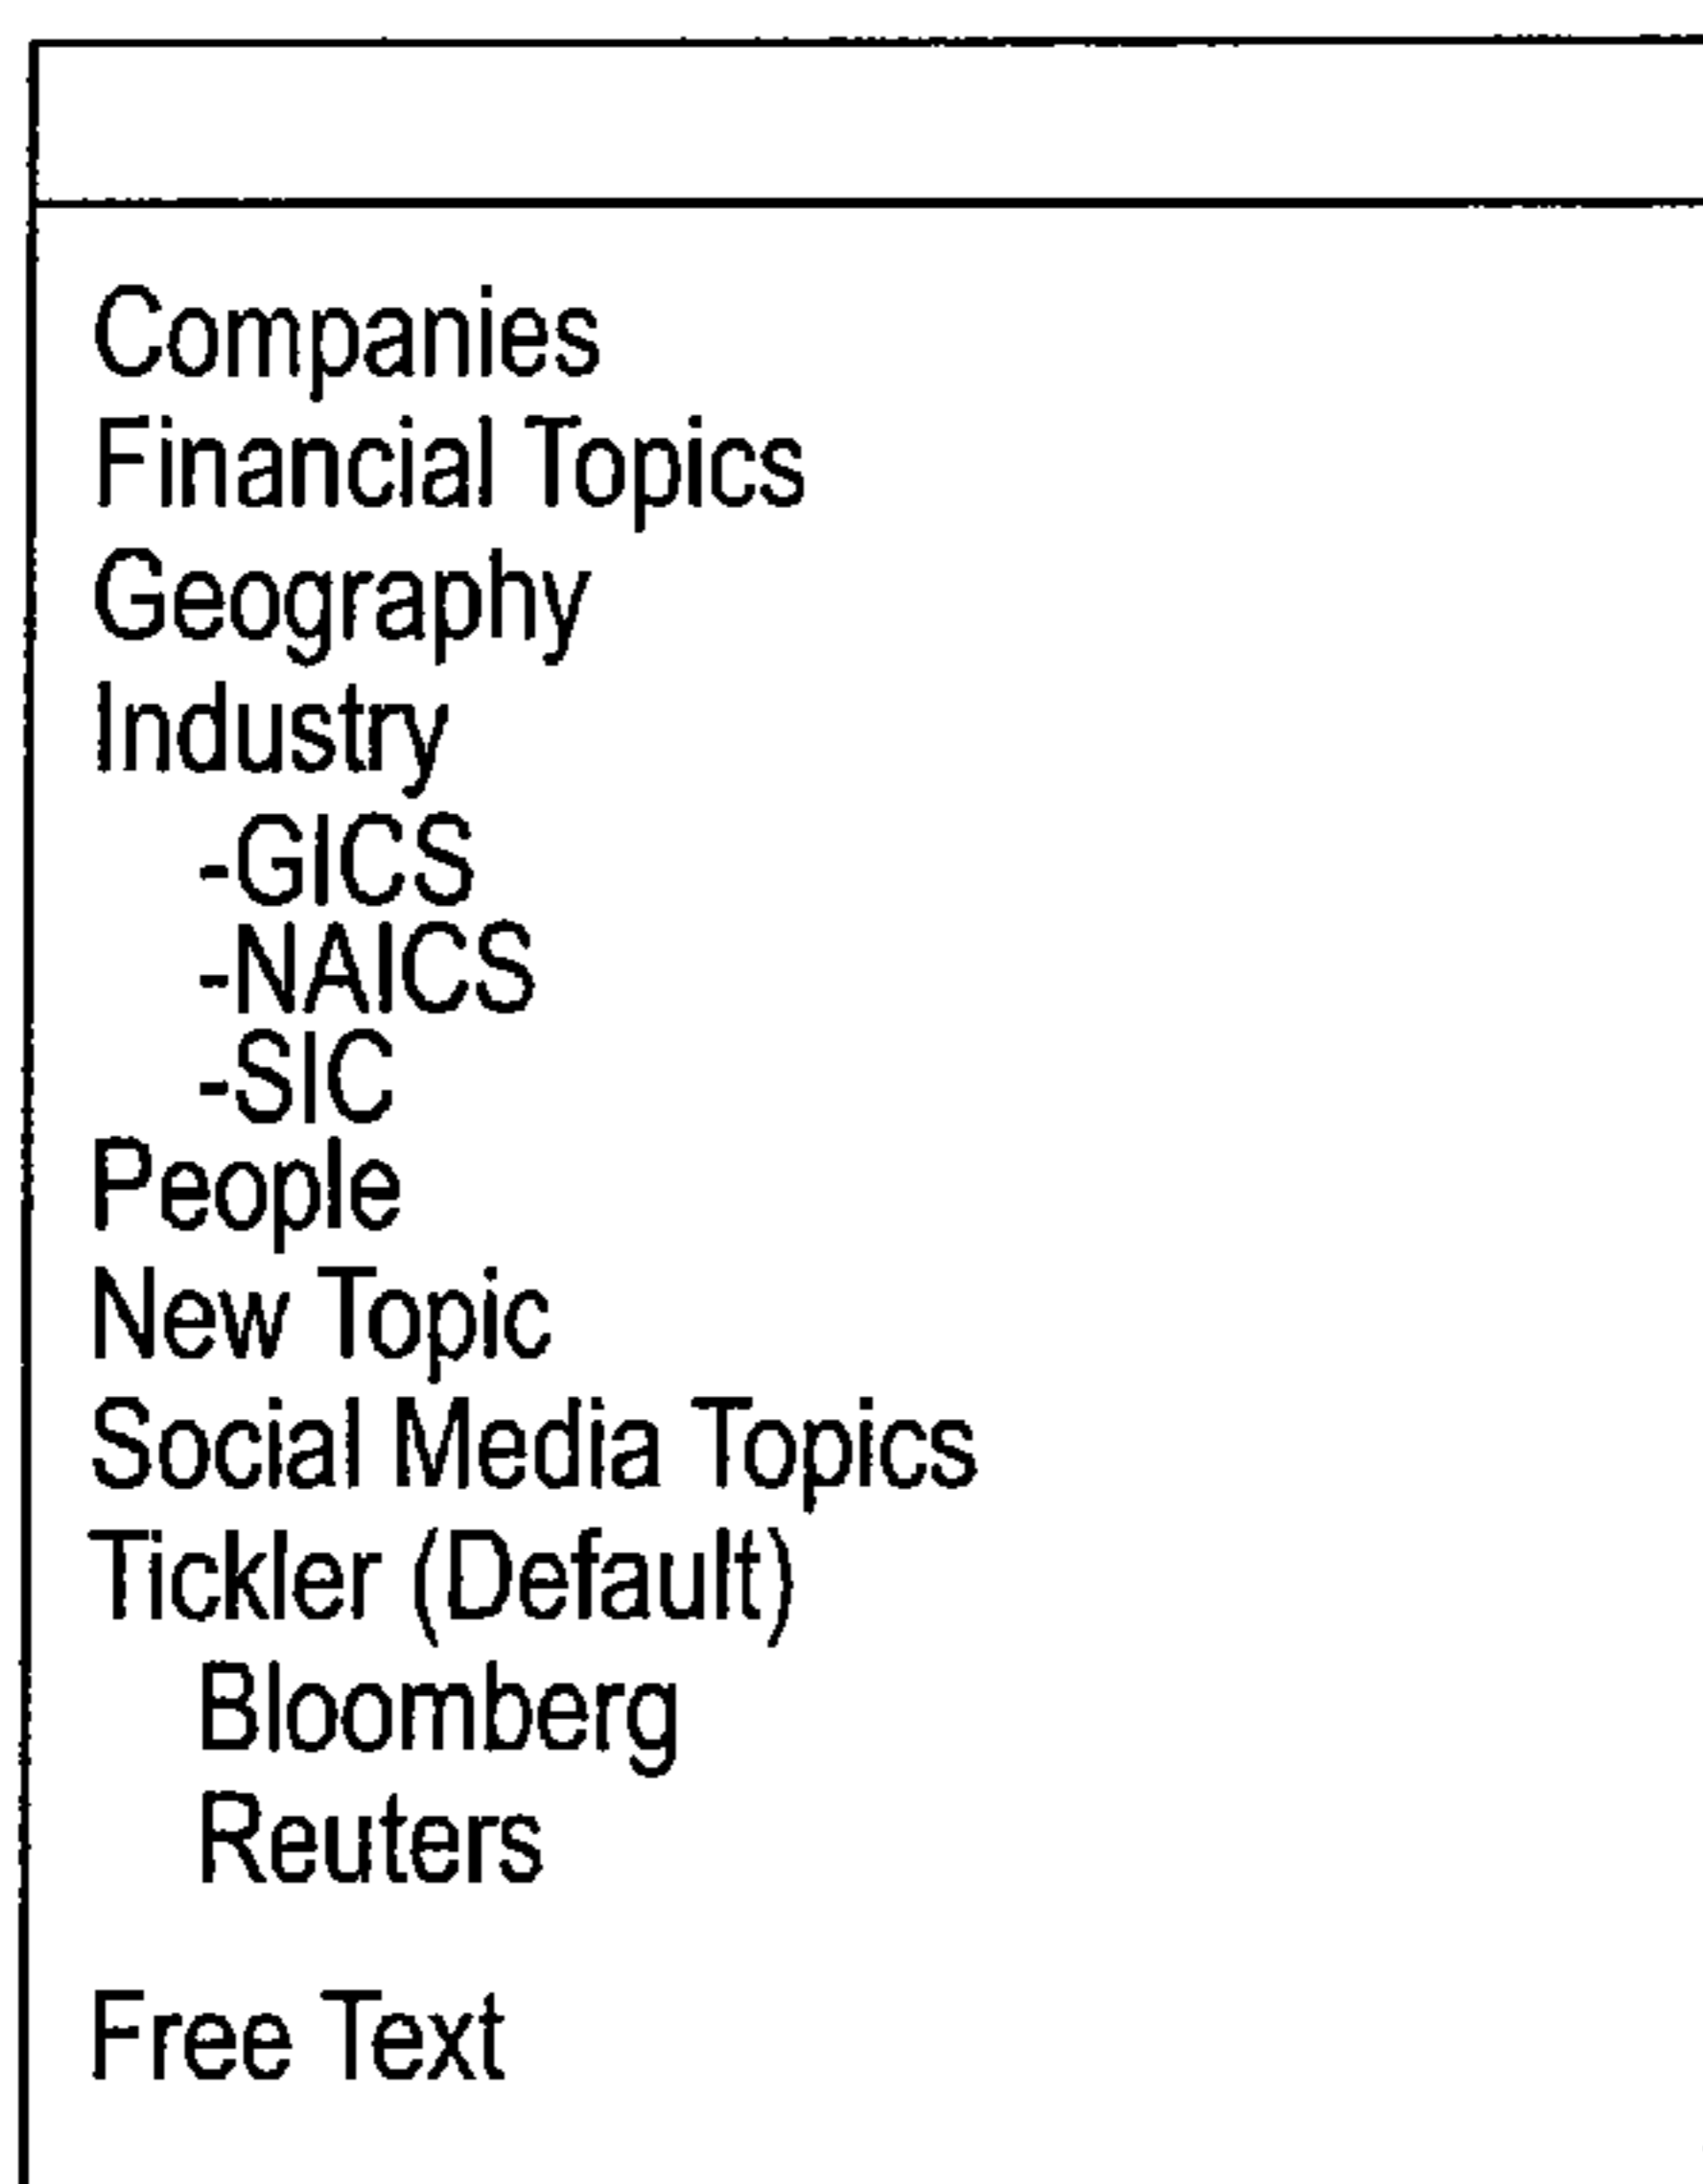 Companies
Financial Topics
Geography
Industry
-GICS
-NAICS
-SIC
People
New Topic
Social Media Topics
Tickler (Default)
Bloomberg
Reuters
Free Text